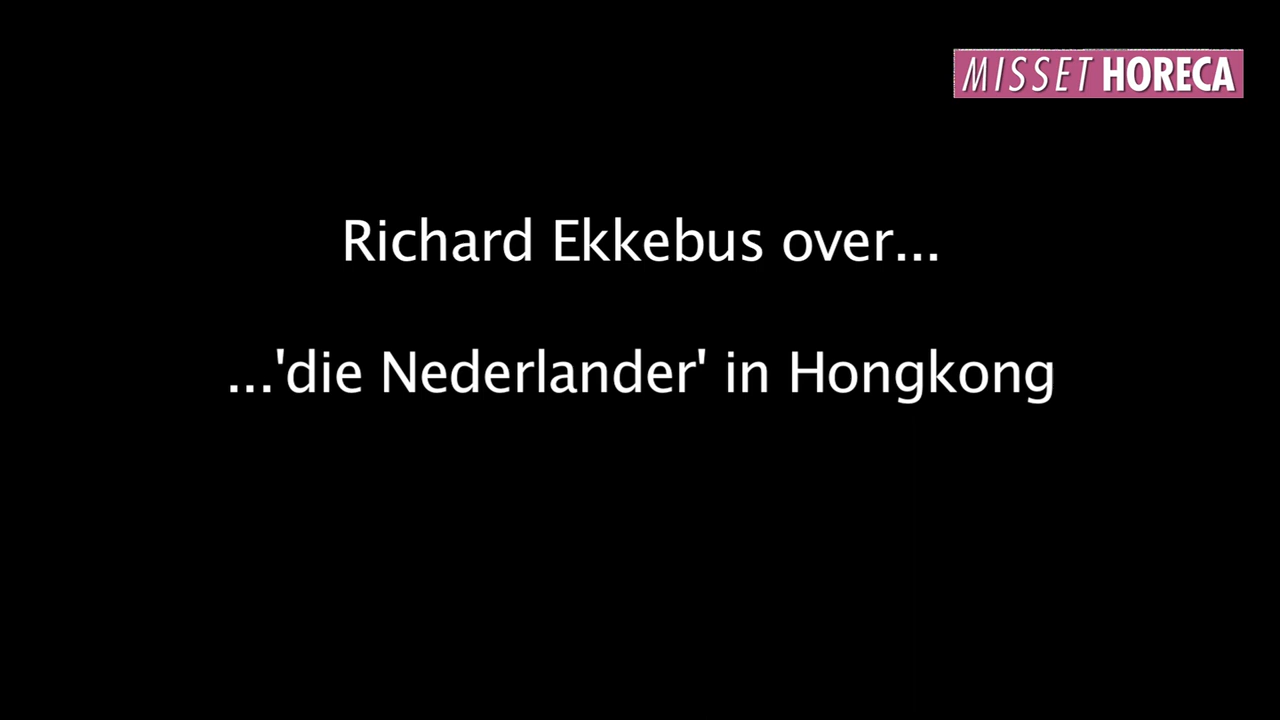 MISSET HORECA
Richard Ekkebus over...
...'die Nederlander' in Hongkong